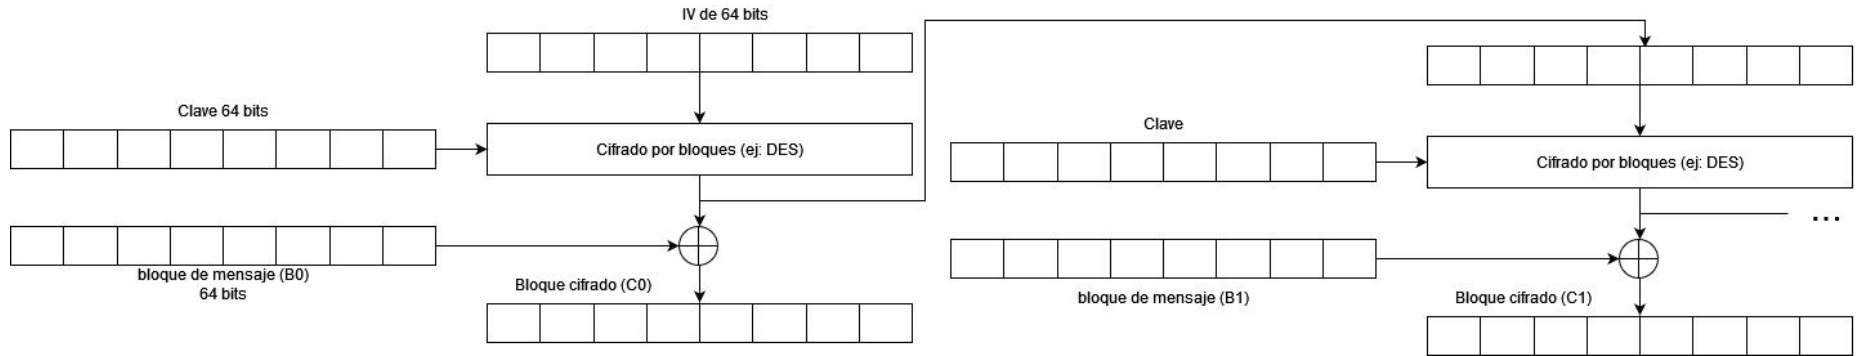 IV de 64 bits
Clave 64 bits
Cifrado por bloques (ej: DES)
bloque de mensaje (B0)
64 bits
Bloque cifrado (C0)
Clave
Cifrado por bloques (ej: DES)
...
bloque de mensaje (B1)
Bloque cifrado (C1)